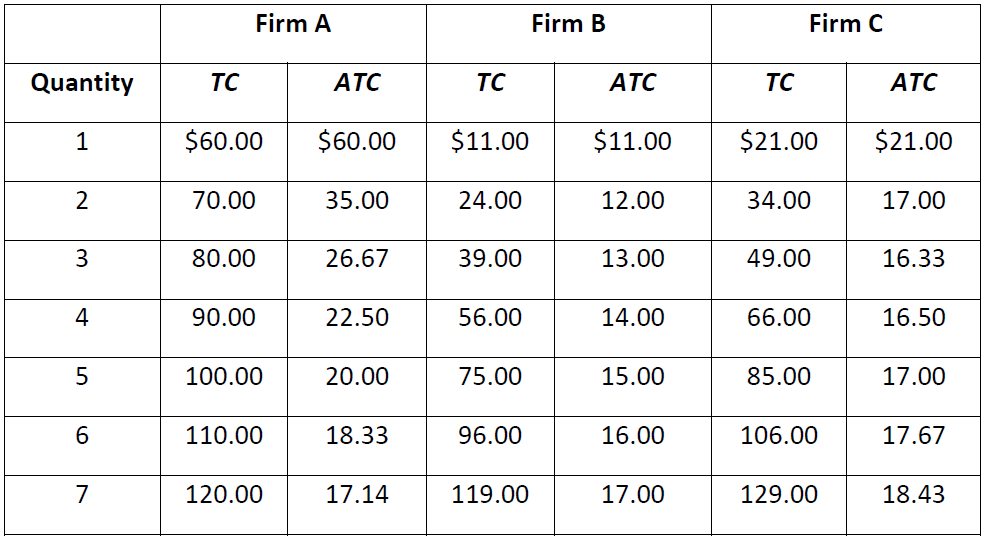 Firm A Firm B Firm C
Quantity TC ATC TC ATC TC ATC
1 $60.00 $60.00 $11.00 $11.00 $21.00 $21.00
2 70.00 35.00 24.00 12.00 34.00 17.00
3 80.00 26.67 39.00 13.00 49.00 16.33
4 90.00 22.50 56.00 14.00 66.00 16.50
5 100.00 20.00 75.00 15.00 85.00 17.00
6 110.00 18.33 96.00 16.00 106.00 17.67
7 120.00 17.14 119.00 17.00 129.00 18.43